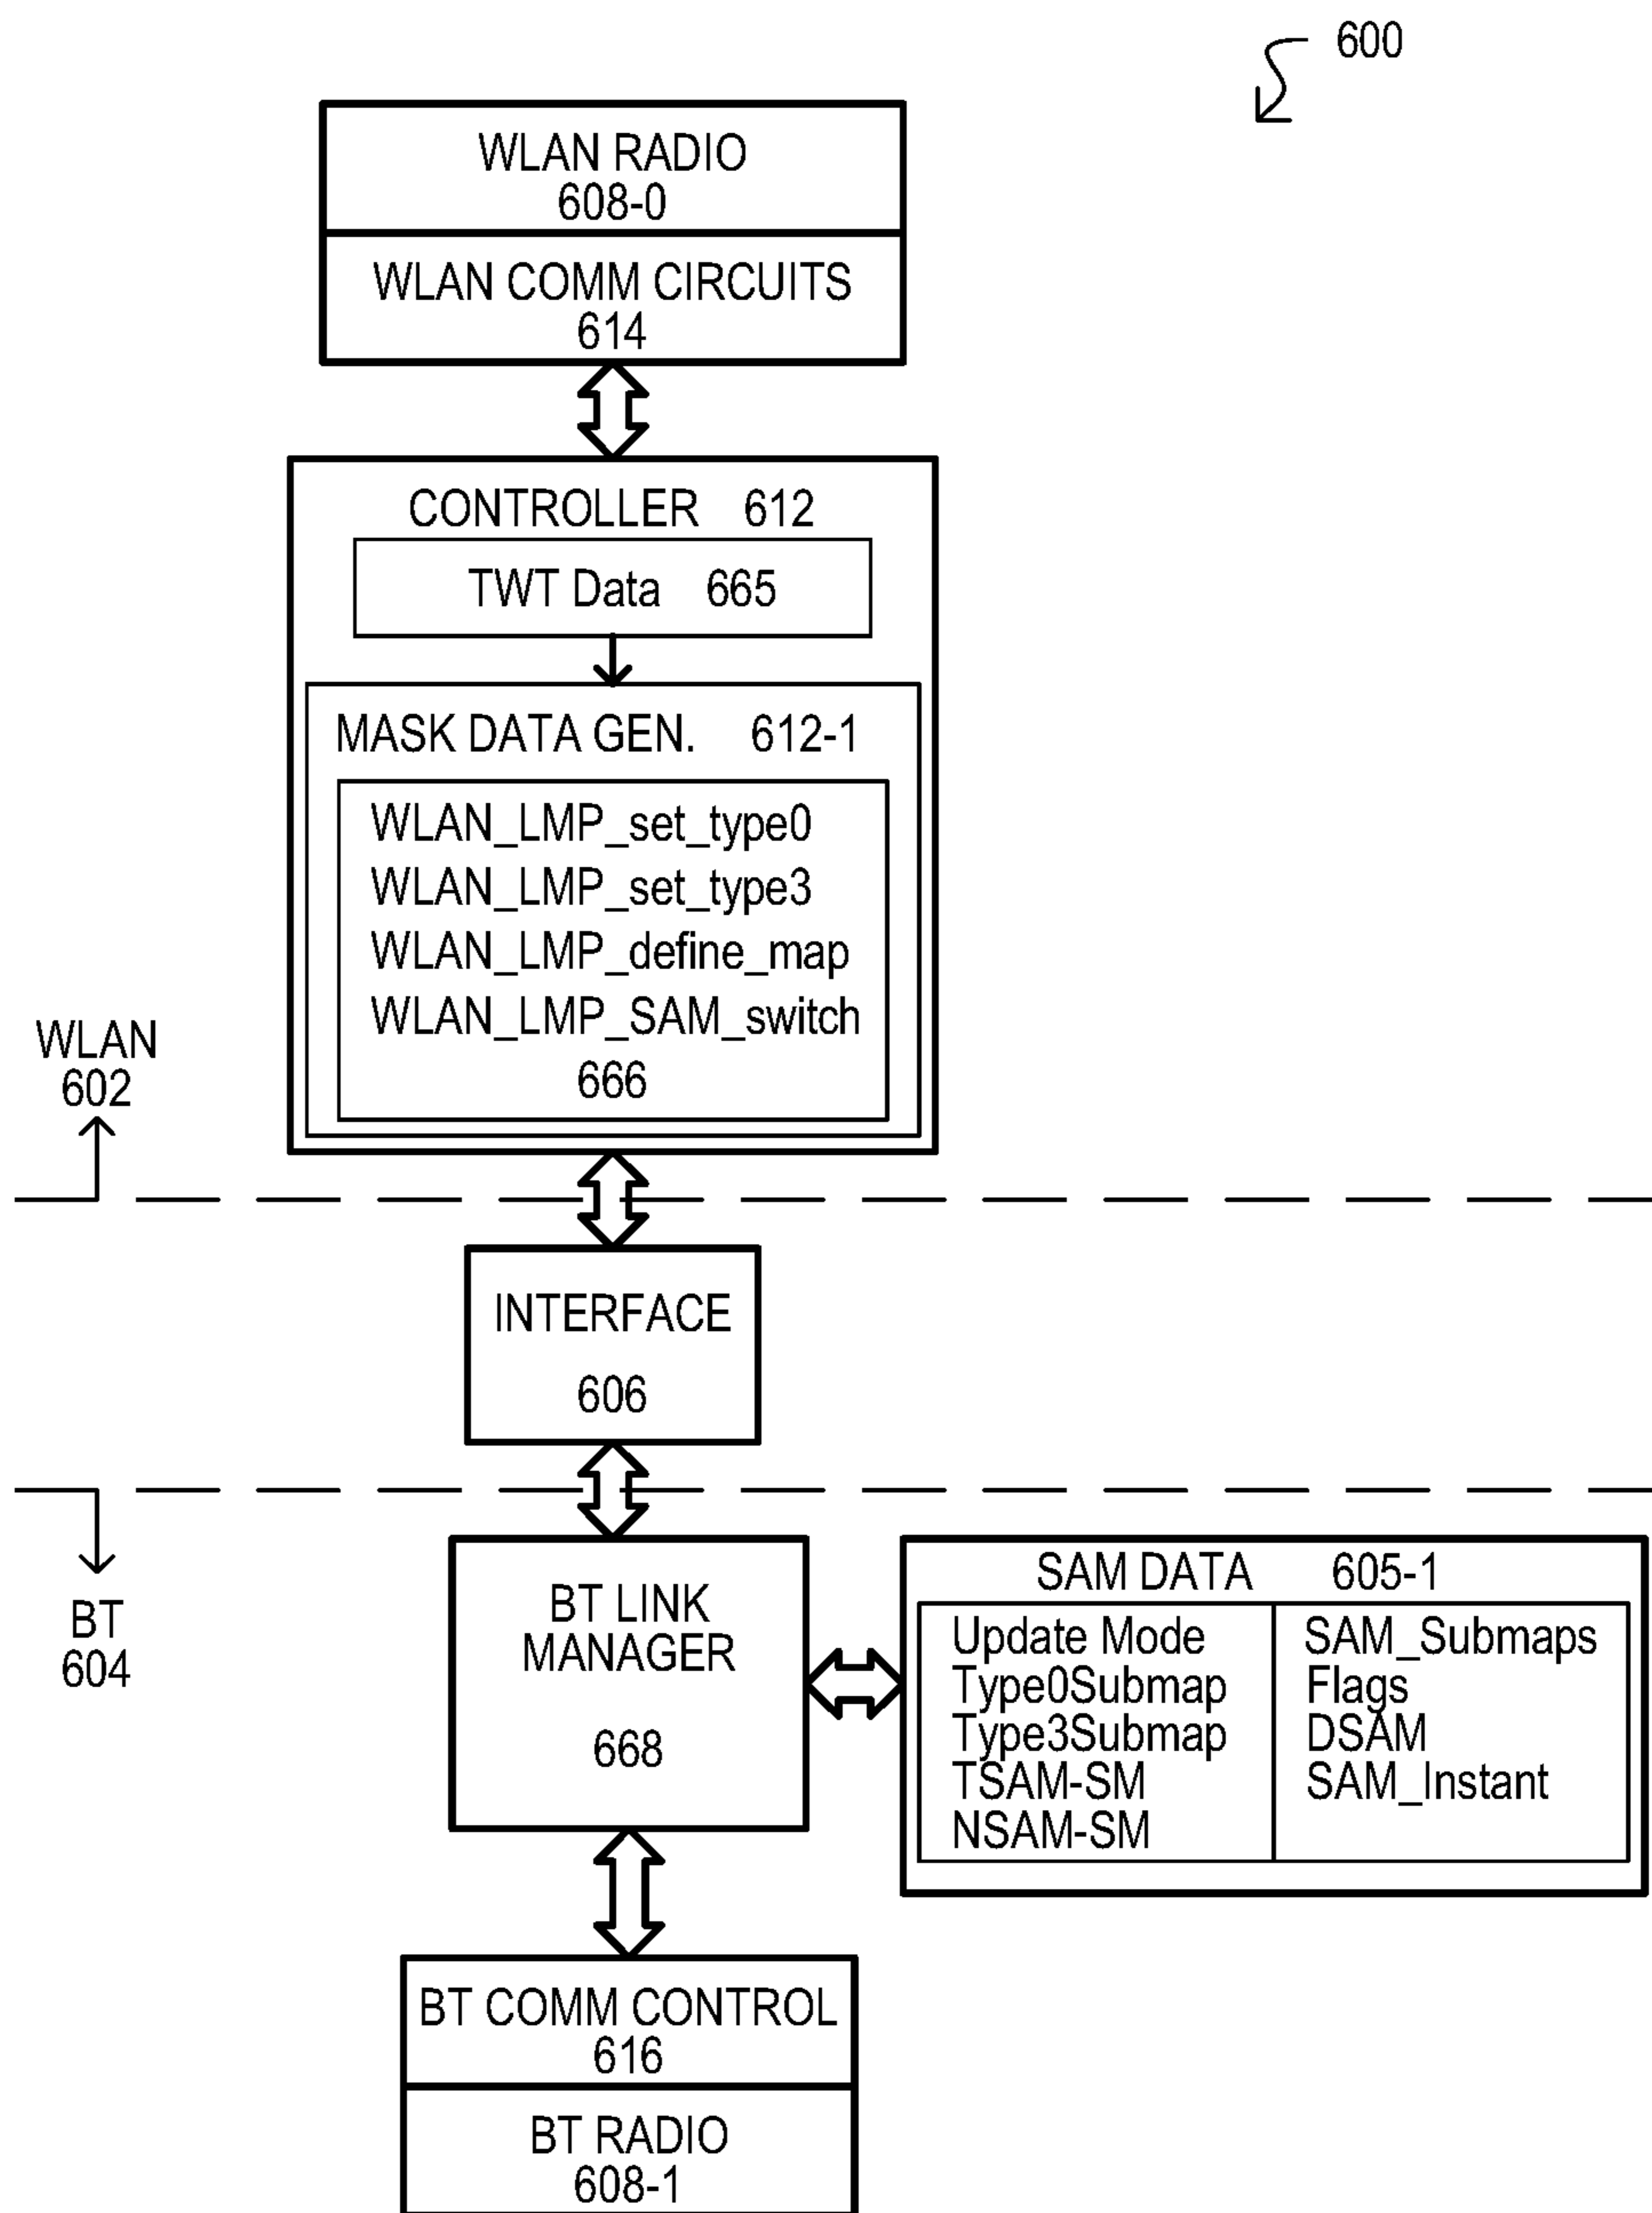 600
WLAN RADIO
608-0
WLAN COMM CIRCUITS
614
CONTROLLER 612
TWT Data 665
MASK DATA GEN. 612-1
WLAN_LMP_set_type0
WLAN_LMP_set_type3
WLAN_LMP_define_map
WLAN_LMP_SAM_switch
666
WLAN
602
INTERFACE
606
BT
604
BT LINK
MANAGER
668
SAM DATA 605-1
Update Mode
Type0Submap
Type3Submap
TSAM-SM
NSAM-SM
SAM_Submaps
Flags
DSAM
SAM_Instant
BT COMM CONTROL
616
BT RADIO
608-1